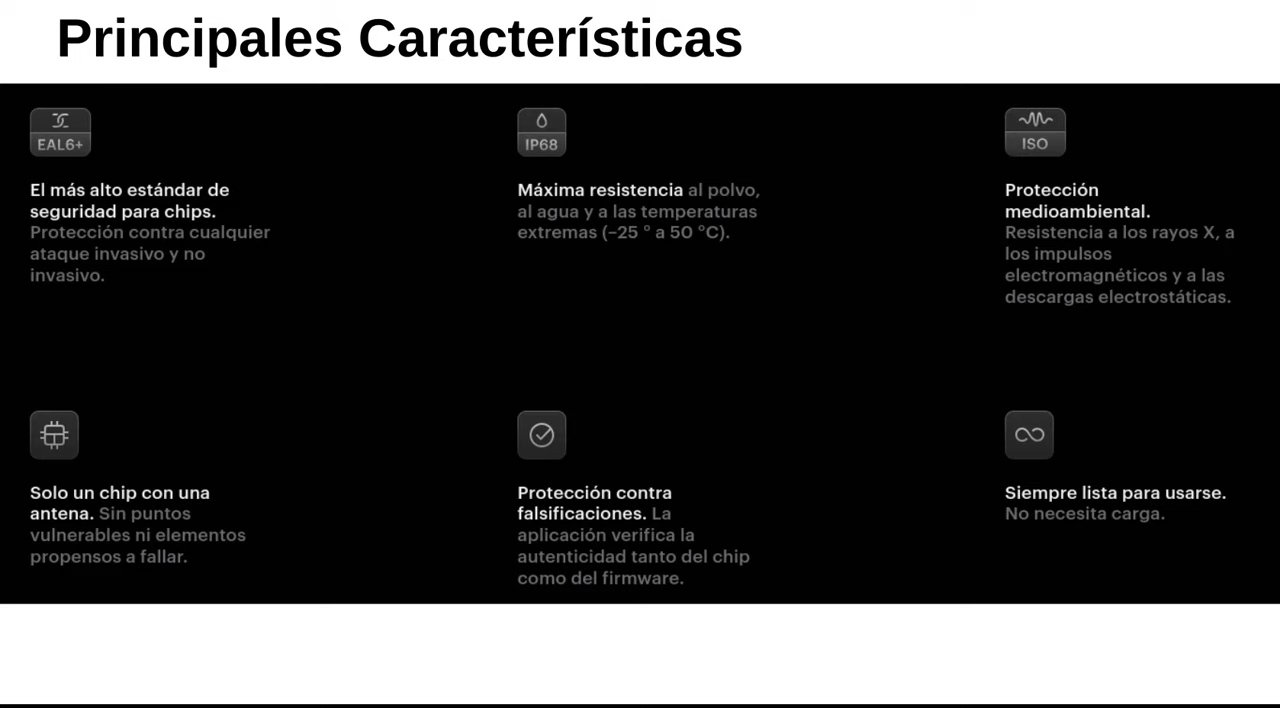 Principales Características
EAL6+
El más alto estándar de
seguridad para chips.
Protección contra cualquier
ataque invasivo y no
invasivo.
IP68
Máxima resistencia al polvo,
al agua y a las temperaturas
extremas (−25 ° a 50 °C).
ISO
Protección
medioambiental.
Resistencia a los rayos X, a
los impulsos
electromagnéticos y a las
descargas electrostáticas.
Solo un chip con una
antena. Sin puntos
vulnerables ni elementos
propensos a fallar.
Protección contra
falsificaciones. La
aplicación verifica la
autenticidad tanto del chip
como del firmware.
Siempre lista para usarse.
No necesita carga.